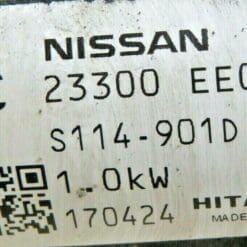 NISSAN
23300 EE0
S114-901D
1.0kW
170424 HITA
MADE